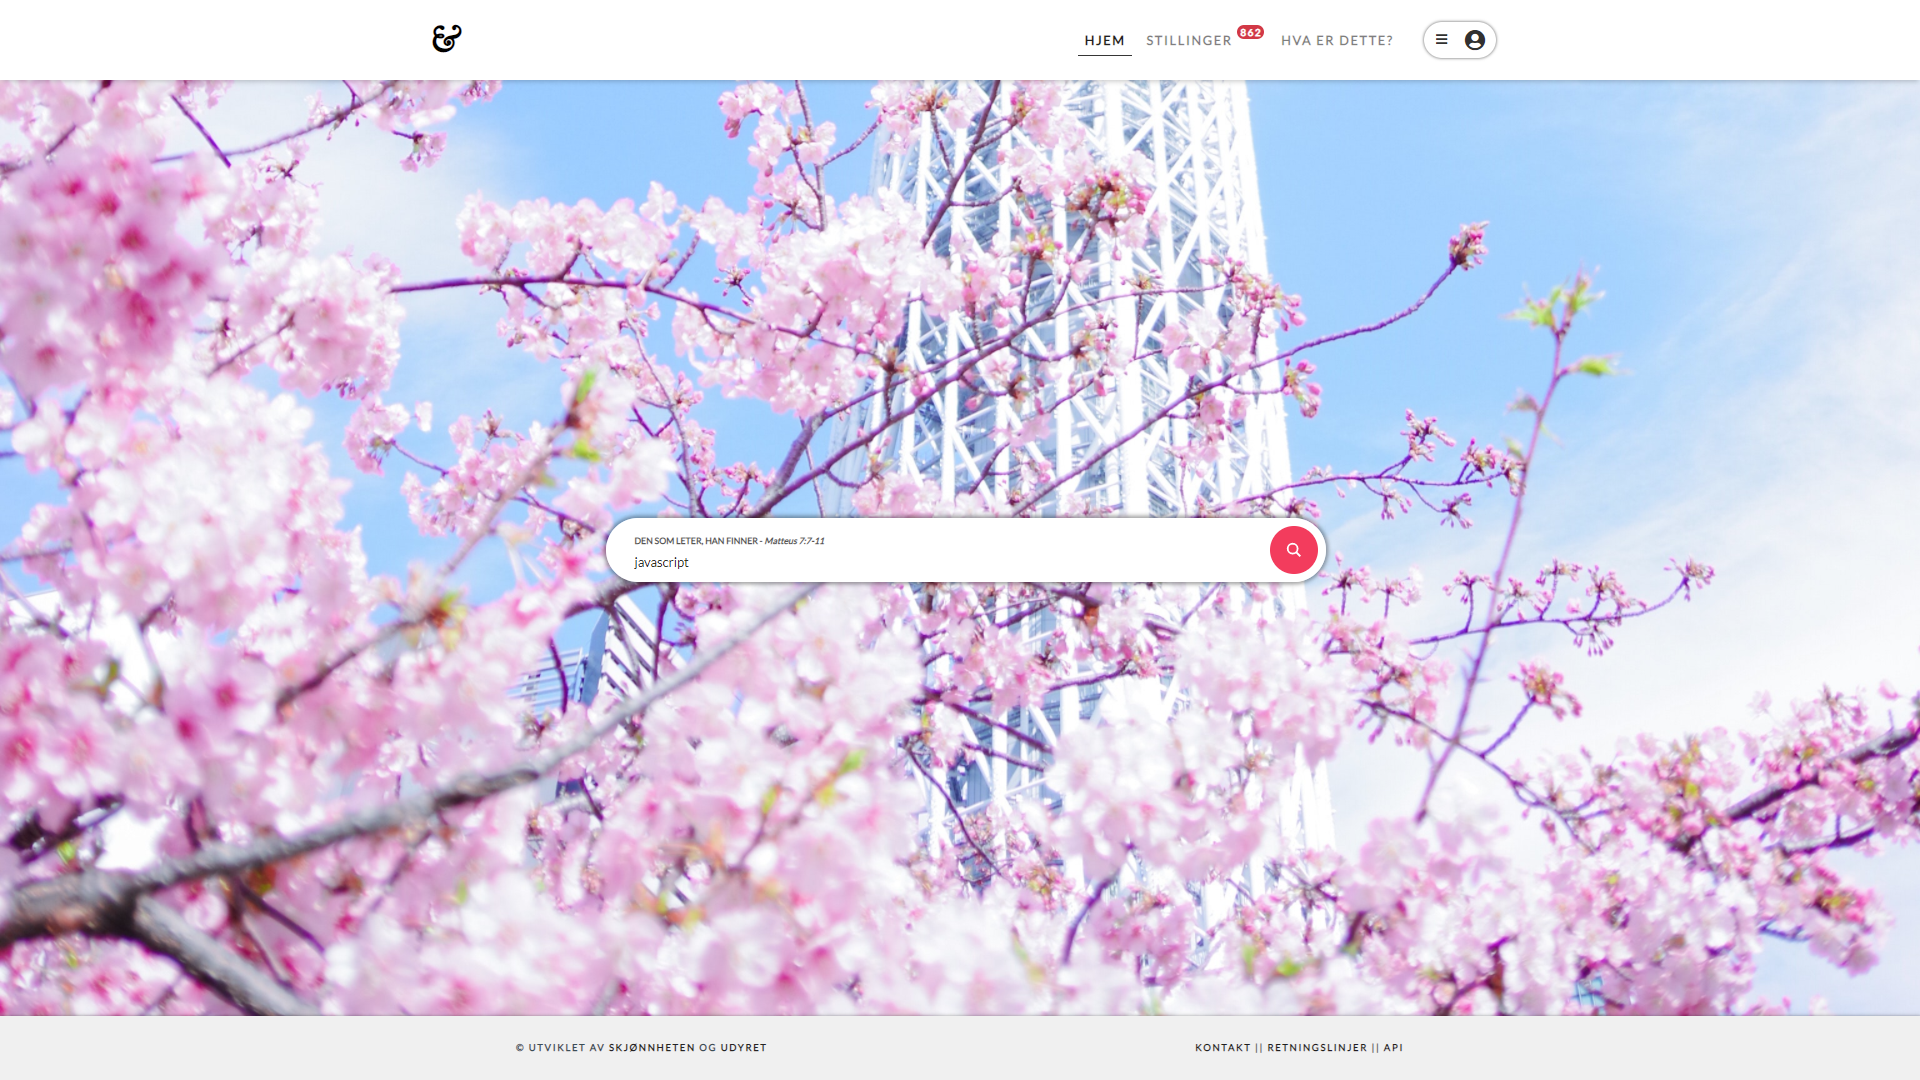 &
HJEM
STILLINGER 862
HVA ER DETTE?
DEN SOM LETER, HAN FINNER - Matteus 7:7-11
javascript
© UTVIKLET AV SKJØNNHETEN OG UDYRET
KONTAKT || RETNINGSLINJER || API